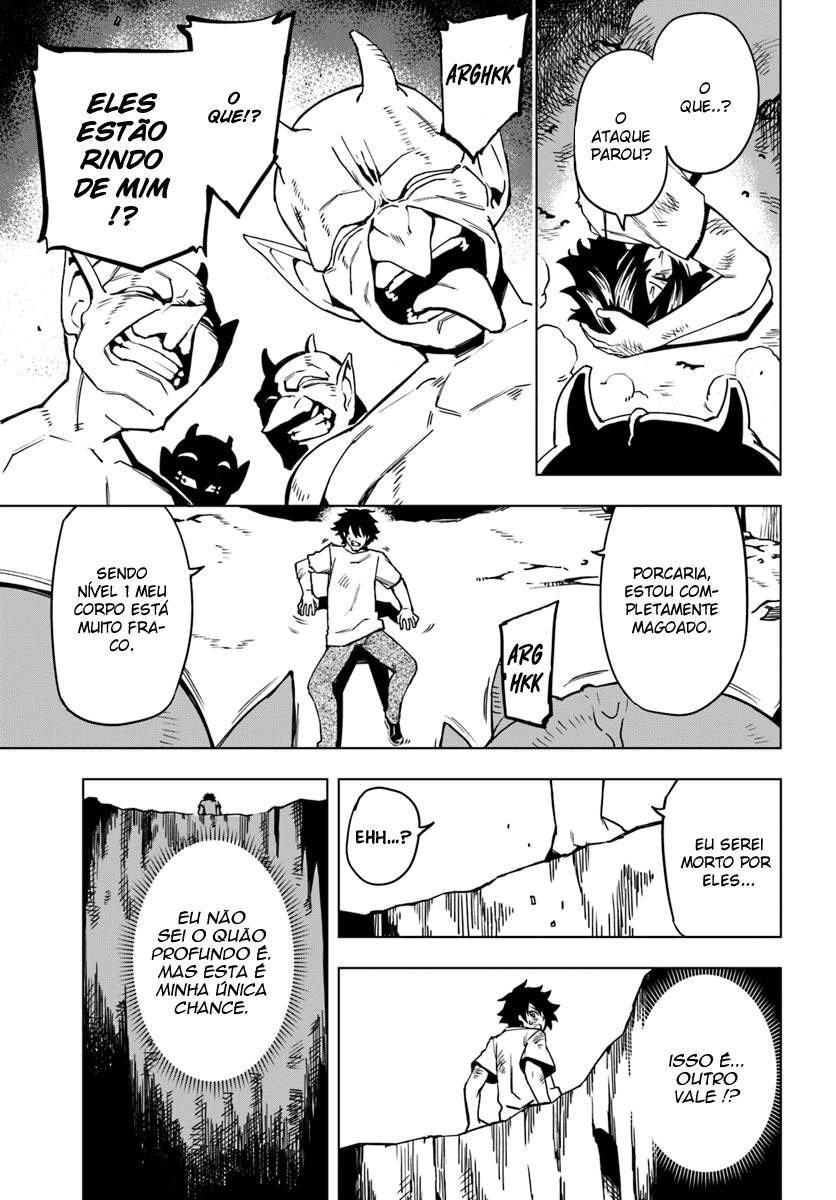 O
QUE..?
O
ATAQUE
PAROU?
ARGHKK
O
QUE!?
ELES
ESTÃO
RINDO
DE MIM
!?
PORCARIA,
ESTOU COM-
PLETAMENTE
MAGOADO.
ARG
HKK
SENDO
NÍVEL 1 MEU
CORPO ESTÁ
MUITO FRA-
CO.
EU SEREI
MORTO POR
ELES...
EHH...?
ISSO É...
OUTRO
VALE !?
EU NÃO
SEI O QUÃO
PROFUNDO É.
MAS ESTA É
MINHA ÚNICA
CHANCE.